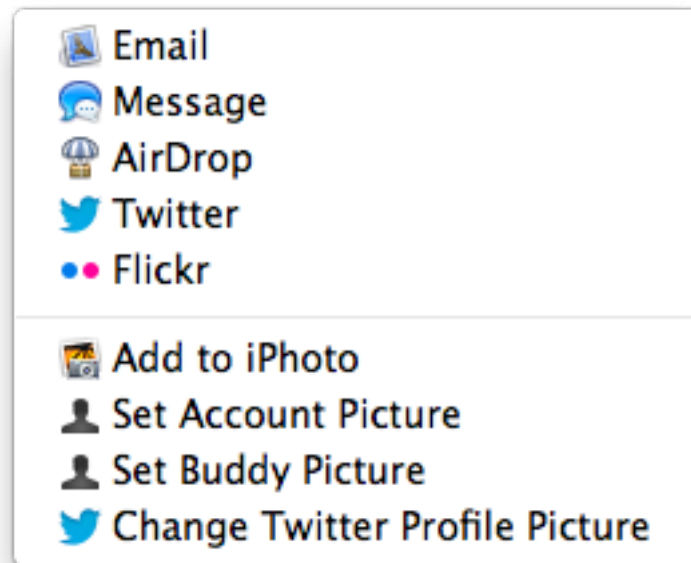 Email
Message
AirDrop
Twitter
Flickr
Add to iPhoto
Set Account Picture
Set Buddy Picture
Change Twitter Profile Picture